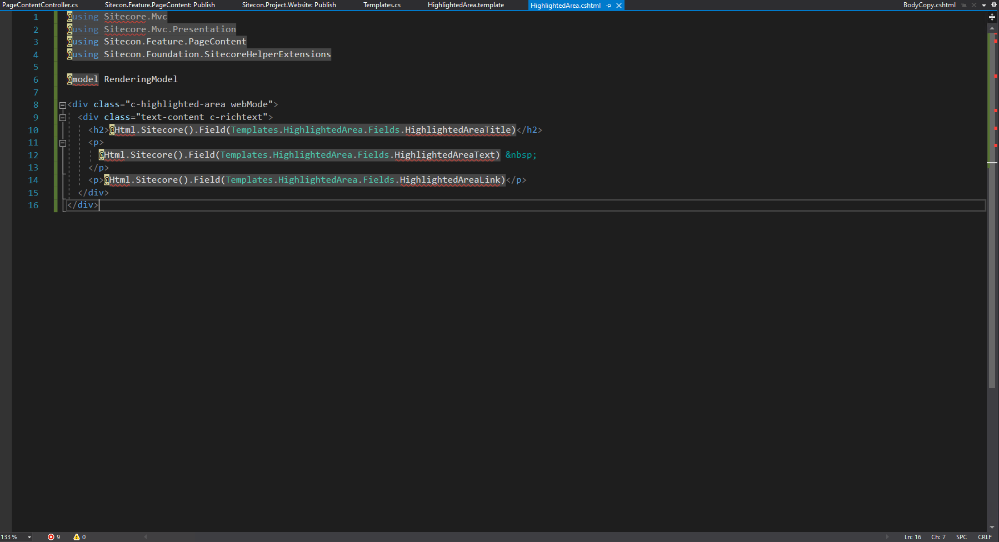 PageContentController.cs Sitecon.Feature.PageContent: Publish Sitecon.Project.Website: Publish Templates.cs HighlightedArea.template HighlightedArea.cshtml BodyCopy.cshtml
1 @using Sitecore.Mvc
2 @using Sitecore.Mvc.Presentation
3 @using Sitecon.Feature.PageContent
4 @using Sitecon.Foundation.SitecoreHelperExtensions
5
6 @model RenderingModel
7
8 <div class="c-highlighted-area webMode">
9 <div class="text-content c-richtext">
10 <h2>@Html.Sitecore().Field(Templates.HighlightedArea.Fields.HighlightedAreaTitle)</h2>
11 <p>
12 @Html.Sitecore().Field(Templates.HighlightedArea.Fields.HighlightedAreaText) &nbsp;
13 </p>
14 <p>@Html.Sitecore().Field(Templates.HighlightedArea.Fields.HighlightedAreaLink)</p>
15 </div>
16 </div>
133 % 9 0 Ln: 16 Ch: 7 SPC CRLF